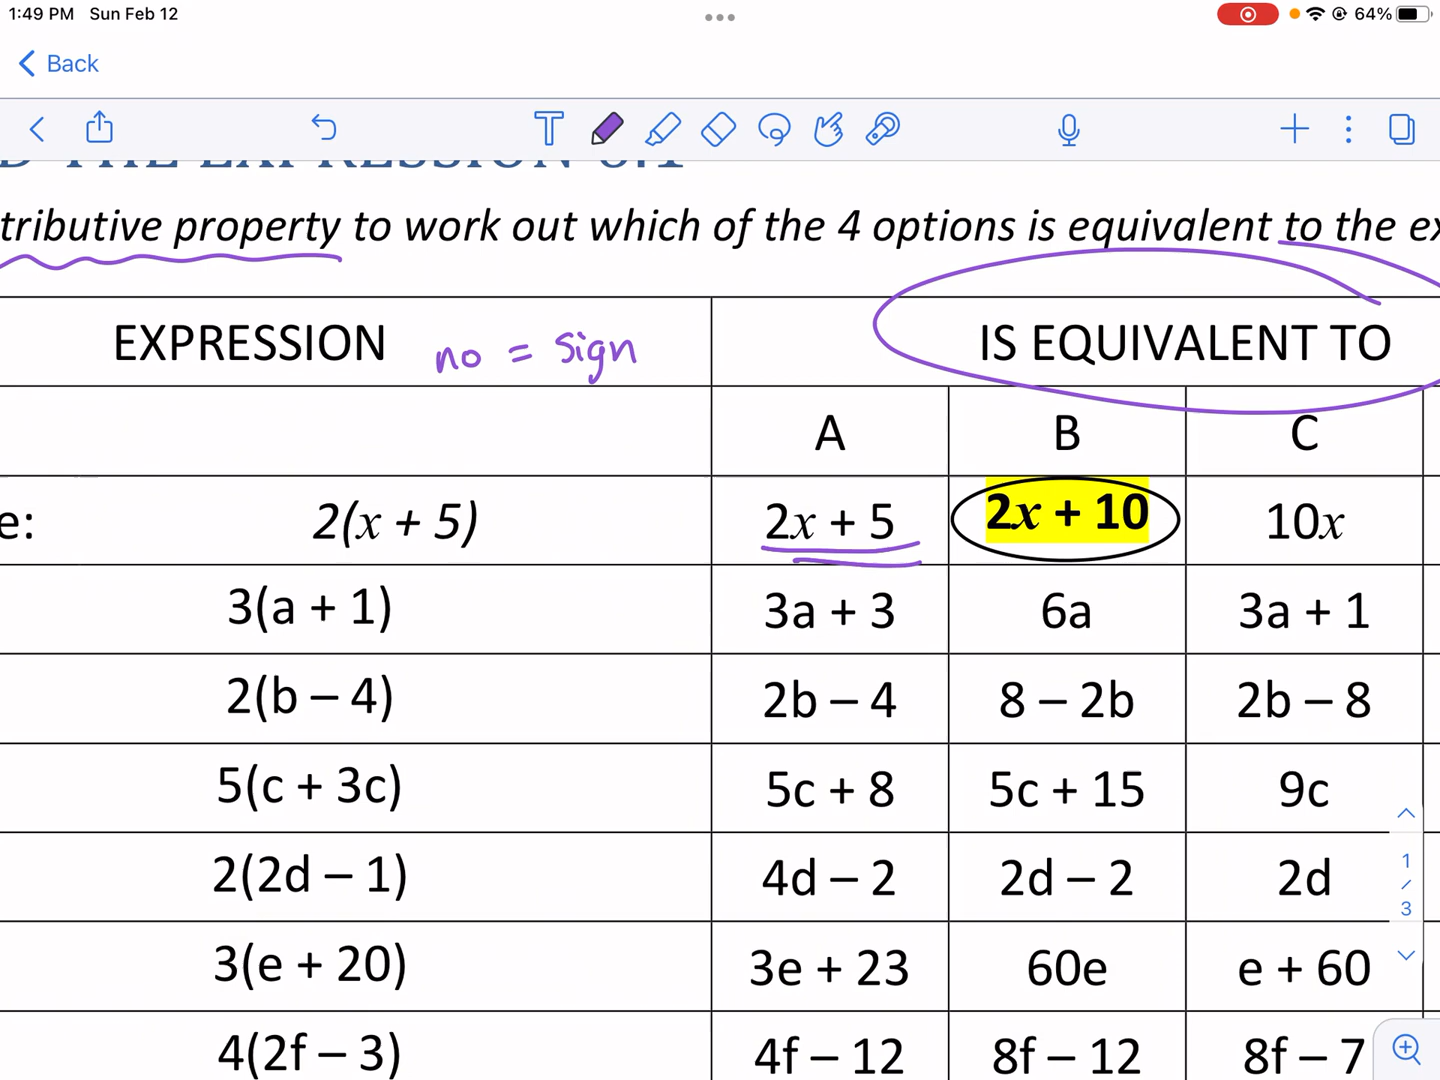 1:49 PM Sun Feb 12 64%
Back
tributive property to work out which of the 4 options is equivalent to the ex
EXPRESSION no = sign IS EQUIVALENT TO
A B C
e: 2(x + 5) 2x + 5 2x + 10 10x
3(a + 1) 3a + 3 6a 3a + 1
2(b – 4) 2b – 4 8 – 2b 2b – 8
5(c + 3c) 5c + 8 5c + 15 9c
2(2d – 1) 4d – 2 2d – 2 2d
3(e + 20) 3e + 23 60e e + 60
4(2f – 3) 4f – 12 8f – 12 8f – 7
1 / 3